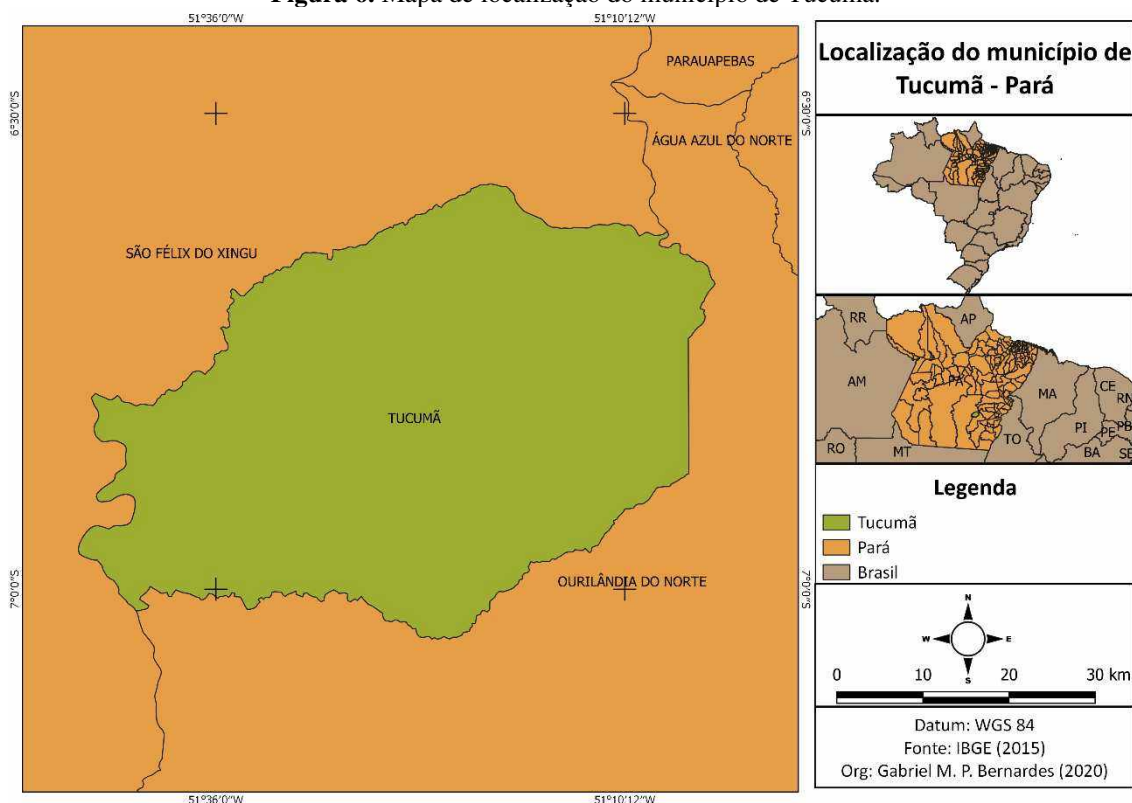 Figura 6. Mapa de localização do município de Tucumã.
51°36'0"W
51°10'12"W
PARAUAPEBAS
6°30'0"S
6°30'0"S
ÁGUA AZUL DO NORTE
SÃO FÉLIX DO XINGU
TUCUMÃ
OURILÂNDIA DO NORTE
7°0'0"S
7°0'0"S
51°36'0"W
51°10'12"W
Localização do município de
Tucumã - Pará
RR
AP
AM
PA
MA
CE
RN
PI
PB
PE
TO
RO
MT
BA
SE
Legenda
Tucumã
Pará
Brasil
N
W
E
S
0 10 20 30 km
Datum: WGS 84
Fonte: IBGE (2015)
Org: Gabriel M. P. Bernardes (2020)